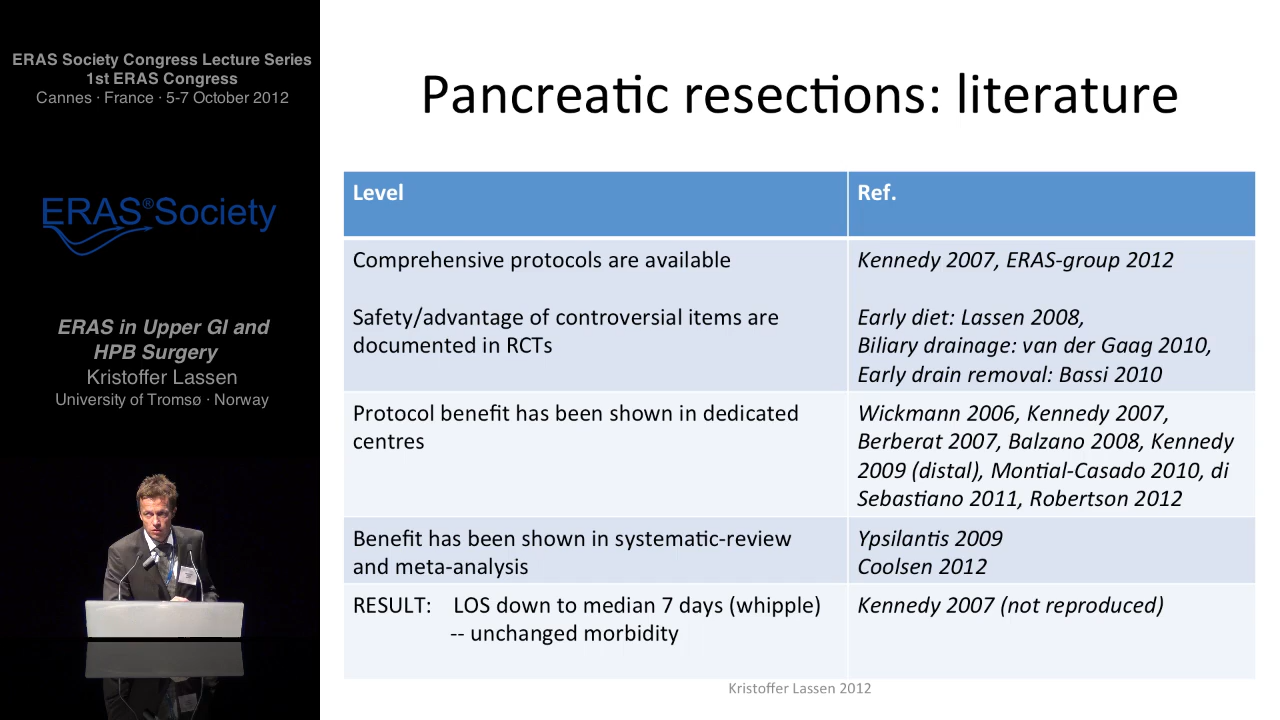 ERAS Society Congress Lecture Series
1st ERAS Congress
Cannes · France · 5-7 October 2012
ERAS®Society
ERAS in Upper GI and
HPB Surgery
Kristoffer Lassen
University of Tromsø · Norway
Pancreatic resections: literature
Level
Ref.
Comprehensive protocols are available
Kennedy 2007, ERAS-group 2012
Safety/advantage of controversial items are
documented in RCTs
Early diet: Lassen 2008,
Biliary drainage: van der Gaag 2010,
Early drain removal: Bassi 2010
Protocol benefit has been shown in dedicated
centres
Wickmann 2006, Kennedy 2007,
Berberat 2007, Balzano 2008, Kennedy
2009 (distal), Montial-Casado 2010, di
Sebastiano 2011, Robertson 2012
Benefit has been shown in systematic-review
and meta-analysis
Ypsilantis 2009
Coolsen 2012
RESULT: LOS down to median 7 days (whipple)
-- unchanged morbidity
Kennedy 2007 (not reproduced)
Kristoffer Lassen 2012